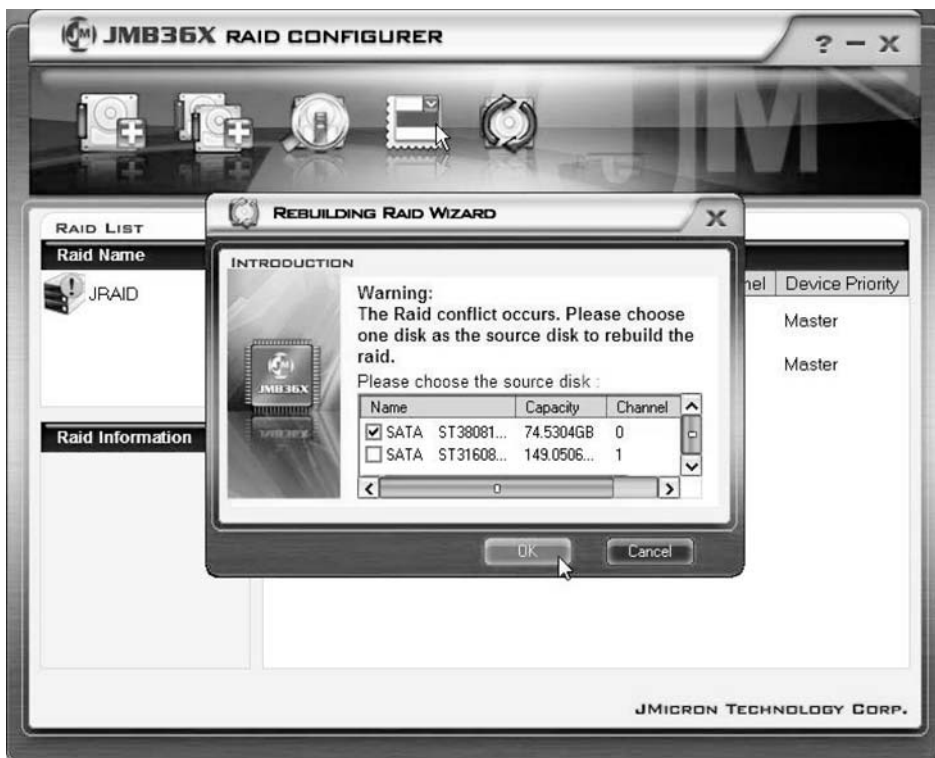 JMB36X RAID CONFIGURER
? – X
JM
RAID LIST
Raid Name
JRAID
Raid Information
Device Priority
Master
Master
REBUILDING RAID WIZARD
X
INTRODUCTION
JMB36X
Warning:
The Raid conflict occurs. Please choose
one disk as the source disk to rebuild the
raid.
Please choose the source disk :
Name Capacity Channel
SATA ST38081... 74.5304GB 0
SATA ST31608... 149.0506... 1
OK Cancel
JMICRON TECHNOLOGY CORP.